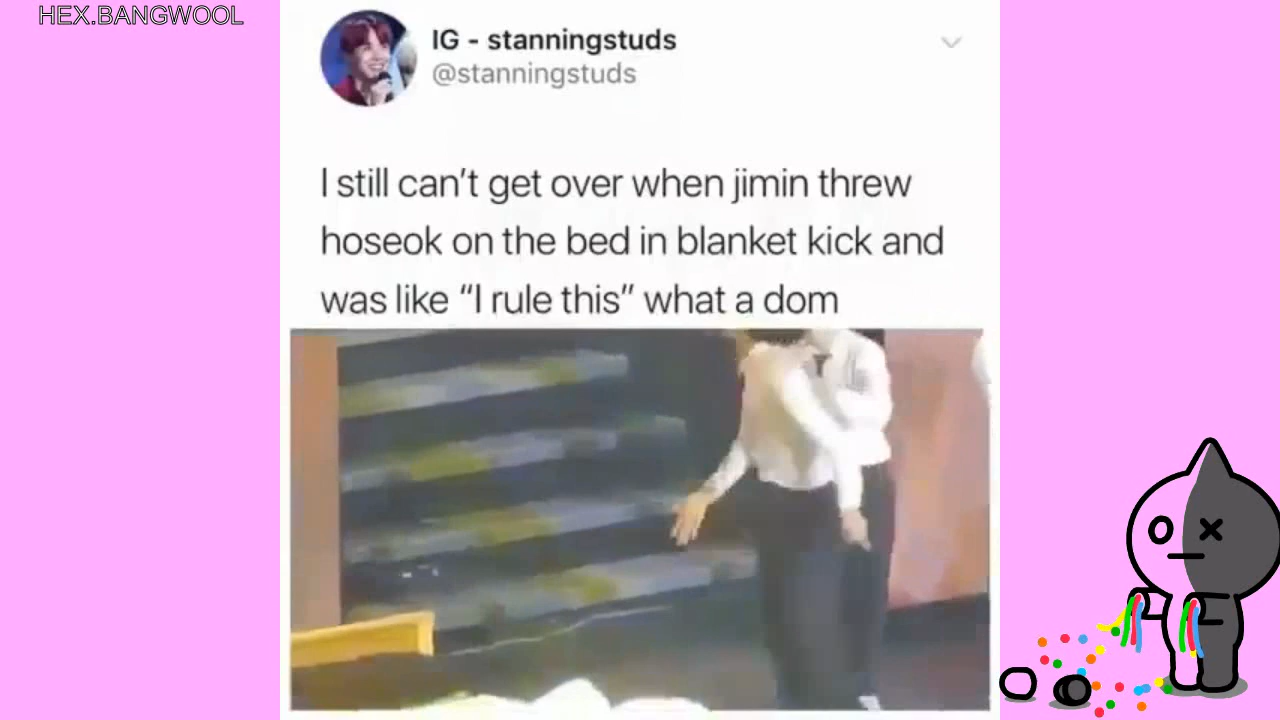 HEX.BANGWOOL
IG - stanningstuds
@stanningstuds
I still can't get over when jimin threw
hoseok on the bed in blanket kick and
was like “I rule this” what a dom